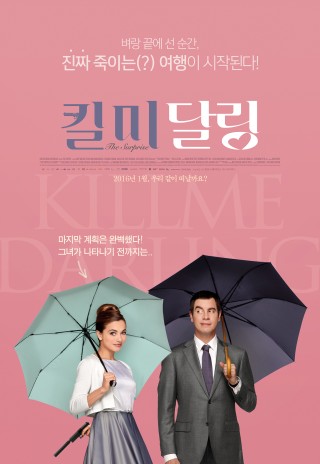 벼랑 끝에 선 순간,
진짜 죽이는(?) 여행이 시작된다!
킬 미 달링
The Surprise
2016년 1월, 우리 같이 떠날까요?
KILL ME
DARLING
마지막 계획은 완벽했다!
그녀가 나타나기 전까지는..